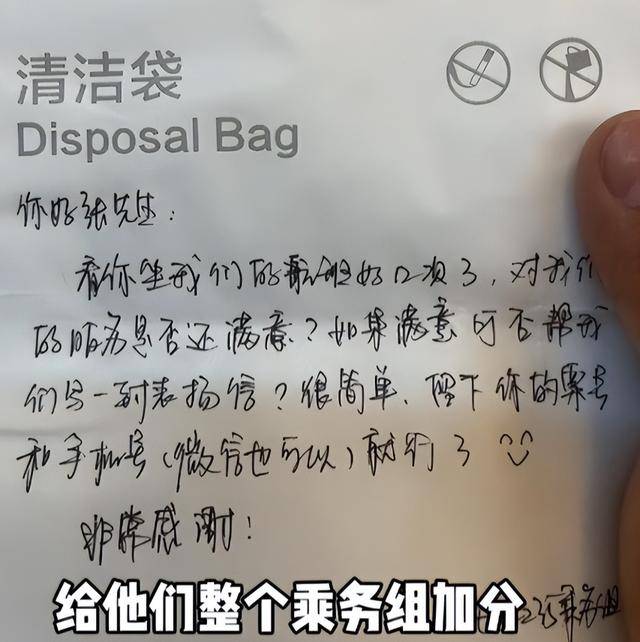 清洁袋
Disposal Bag
你好张先生：
看你坐我们的航班好几次了，对我们
的服务是否还满意？如果满意可否帮我
们写一封表扬信？很简单、留下你的票号
和手机号（微信也可以）就行了
非常感谢！
给他们整个乘务组加分
乘务组